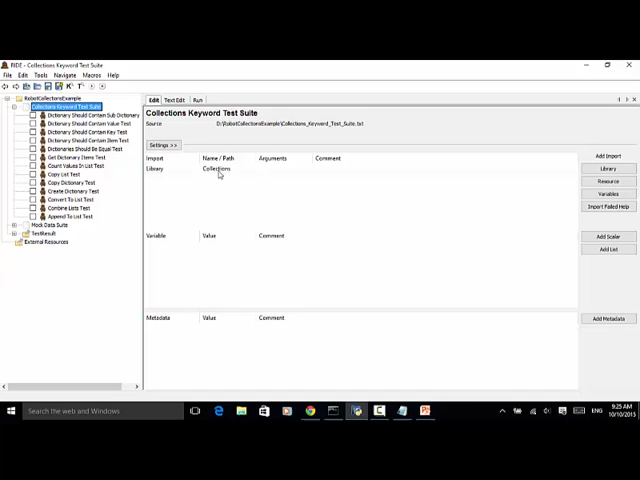 RIDE - Collections Keyword Test Suite
File Edit Tools Navigate Macros Help
RobotCollectionsExample
Collections Keyword Test Suite
Dictionary Should Contain Sub Dictionary
Dictionary Should Contain Value Test
Dictionary Should Contain Key Test
Dictionary Should Contain Item Test
Dictionaries Should Be Equal Test
Get Dictionary Items Test
Count Values In List Test
Copy List Test
Copy Dictionary Test
Create Dictionary Test
Convert To List Test
Combine Lists Test
Append To List Test
Mock Data Suite
TestResult
External Resources
Edit Text Edit Run
Collections Keyword Test Suite
Source D:\RobotCollectionsExample\Collections_Keyword_Test_Suite.txt
Settings >>
Import Name / Path Arguments Comment
Library Collections
Add Import
Library
Resource
Variables
Import Failed Help
Variable Value Comment
Add Scalar
Add List
Metadata Value Comment
Add Metadata
Search the web and Windows
ENG
9:25 AM
10/10/2015